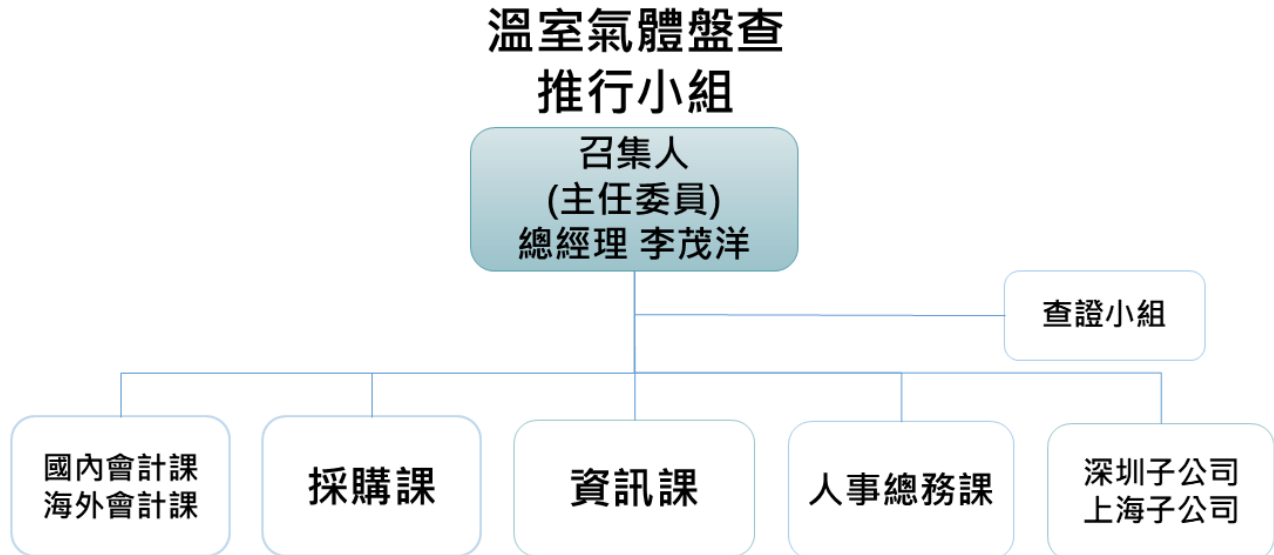 溫室氣體盤查
推行小組
召集人
(主任委員)
總經理 李茂洋
查證小組
國內會計課
海外會計課
採購課
資訊課
人事總務課
深圳子公司
上海子公司